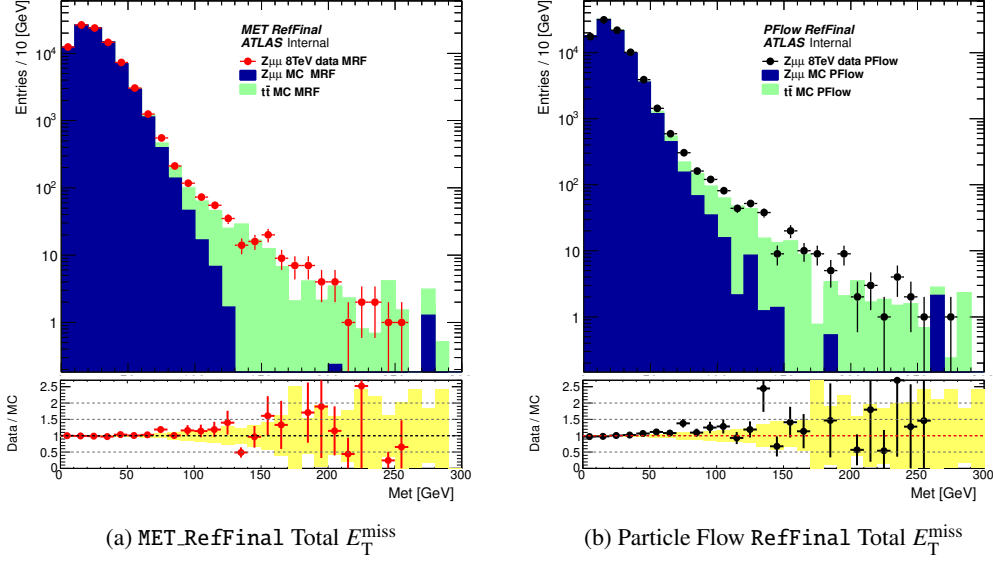 MET RefFinal
ATLAS Internal
Zμμ 8TeV data MRF
Zμμ MC MRF
tt̄ MC MRF
Entries / 10 [GeV]
10⁴
10³
10²
10
1
Data / MC
2.5
2
1.5
1
0.5
0
0 50 100 150 200 250 300
Met [GeV]
(a) MET_RefFinal Total E_T^miss
PFlow RefFinal
ATLAS Internal
Zμμ 8TeV data PFlow
Zμμ MC PFlow
tt̄ MC PFlow
Entries / 10 [GeV]
10⁴
10³
10²
10
1
Data / MC
2.5
2
1.5
1
0.5
0
0 50 100 150 200 250 300
Met [GeV]
(b) Particle Flow RefFinal Total E_T^miss